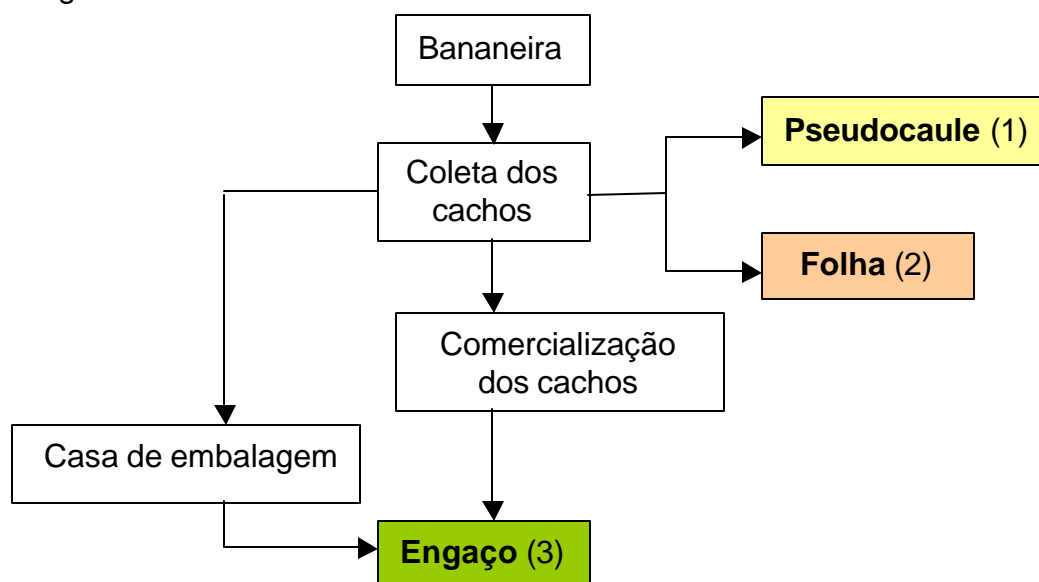 Bananeira
Pseudocaule (1)
Coleta dos
cachos
Folha (2)
Comercialização
dos cachos
Casa de embalagem
Engaço (3)